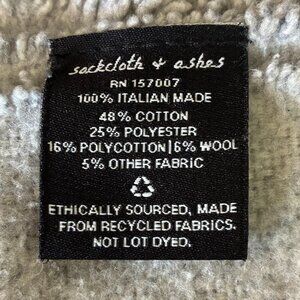 sackcloth & ashes
RN 157007
100% ITALIAN MADE
48% COTTON
25% POLYESTER
16% POLYCOTTON|6% WOOL
5% OTHER FABRIC
ETHICALLY SOURCED, MADE
FROM RECYCLED FABRICS.
NOT LOT DYED.